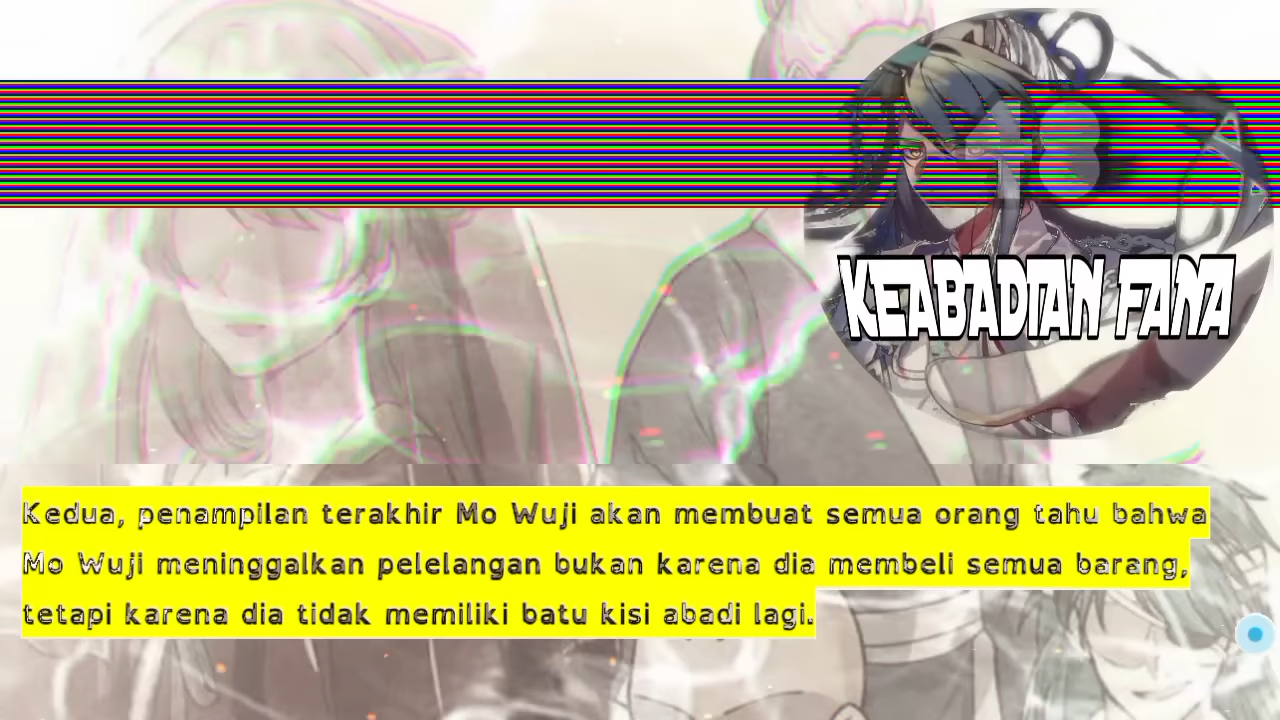 KEABADIAN FANA
Kedua, penampilan terakhir Mo Wuji akan membuat semua orang tahu bahwa
Mo Wuji meninggalkan pelelangan bukan karena dia membeli semua barang,
tetapi karena dia tidak memiliki batu kisi abadi lagi.